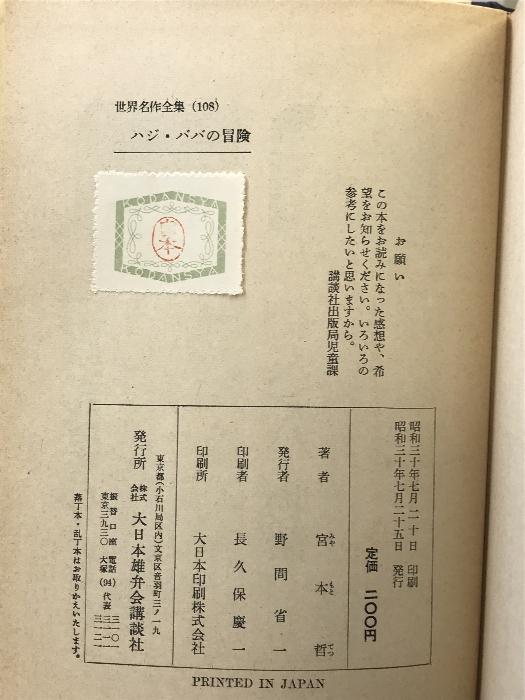 世界名作全集(108)
ハジ・ババの冒険
KODANSYA
本
KODANSYA
お願い
この本をお読みになった感想や、希
望をお知らせください。いろいろの
参考にしたいと思いますから。
講談社出版局児童課
昭和三十年七月二十日 印刷
昭和三十年七月二十五日 発行
定価 二〇〇円
著者 宮本哲
みやもとてつ
発行者 野間省一
印刷者 長久保慶一
印刷所 大日本印刷株式会社
東京都(小石川局区内)文京区音羽町三ノ一九
発行所 株式会社 大日本雄弁会講談社
振替口座 電話
東京三九三〇 大塚(94) 代表
落丁本・乱丁本はお取りかえいたします。
PRINTED IN JAPAN